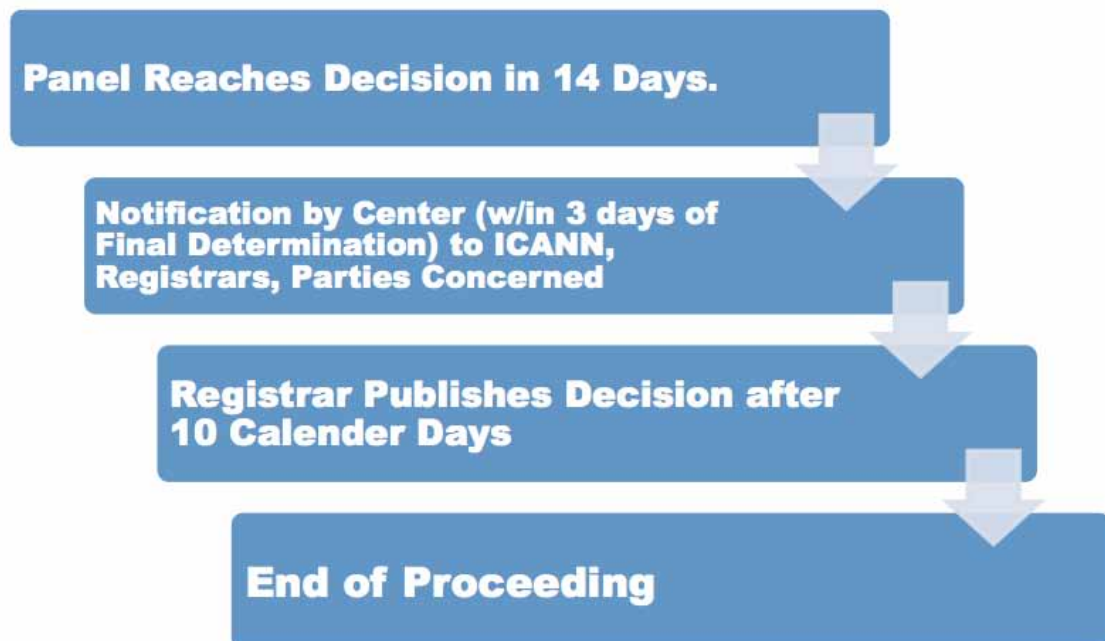 Panel Reaches Decision in 14 Days.
Notification by Center (w/in 3 days of
Final Determination) to ICANN,
Registrars, Parties Concerned
Registrar Publishes Decision after
10 Calender Days
End of Proceeding